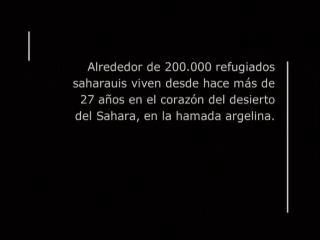 Alrededor de 200.000 refugiados
saharauis viven desde hace más de
27 años en el corazón del desierto
del Sahara, en la hamada argelina.